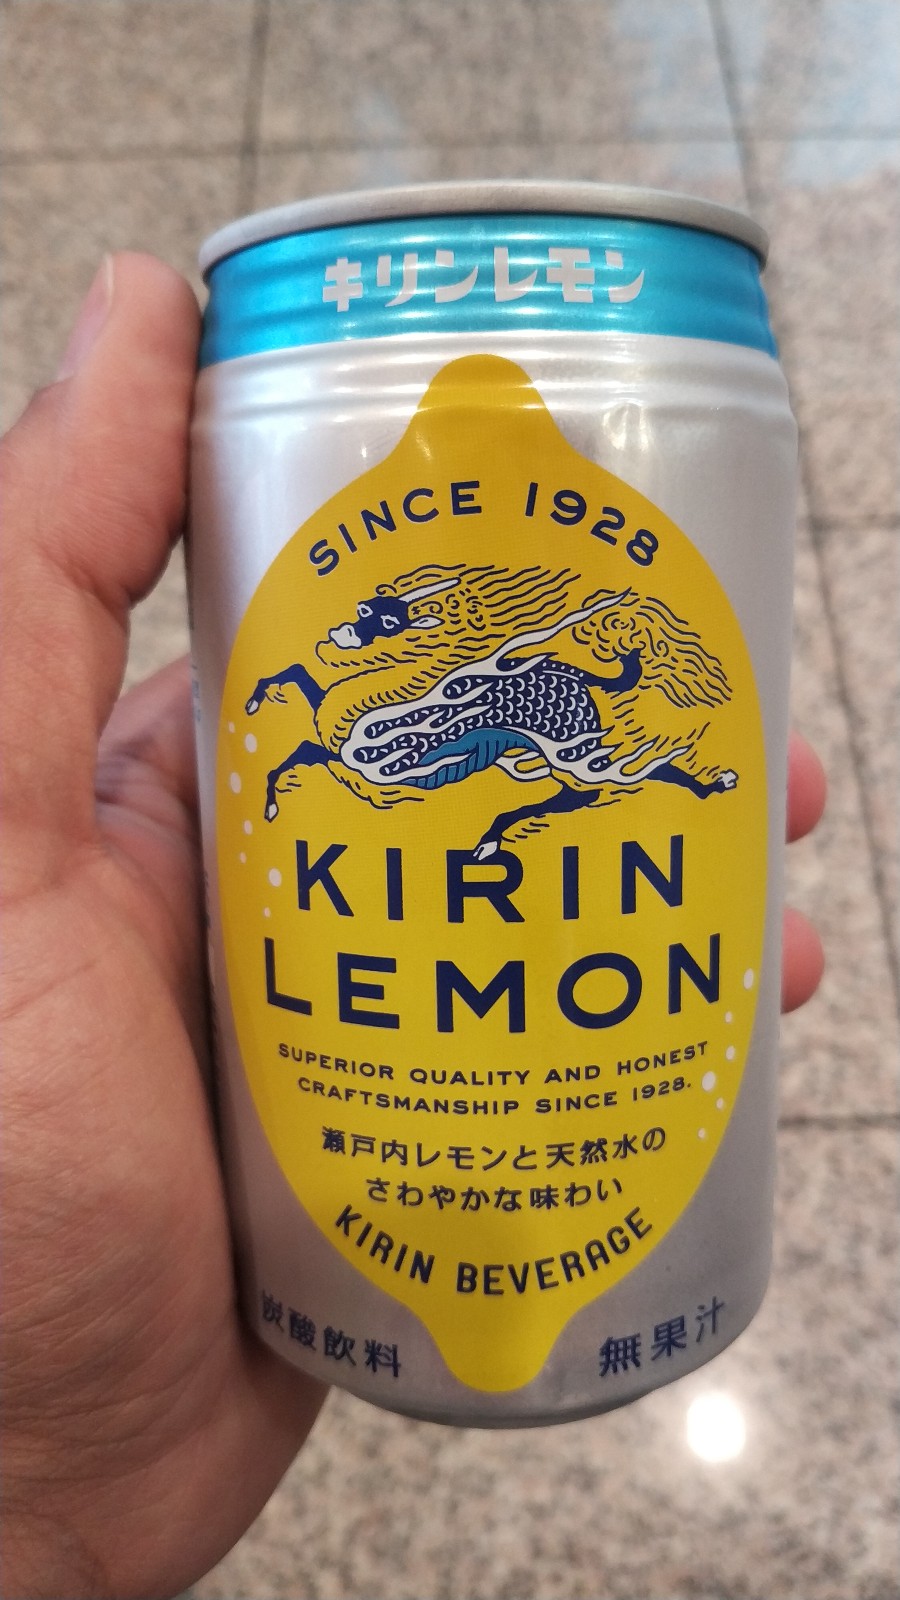 キリンレモン
SINCE 1928
KIRIN
LEMON
SUPERIOR QUALITY AND HONEST
CRAFTSMANSHIP SINCE 1928.
瀬戸内レモンと天然水の
さわやかな味わい
KIRIN BEVERAGE
炭酸飲料
無果汁